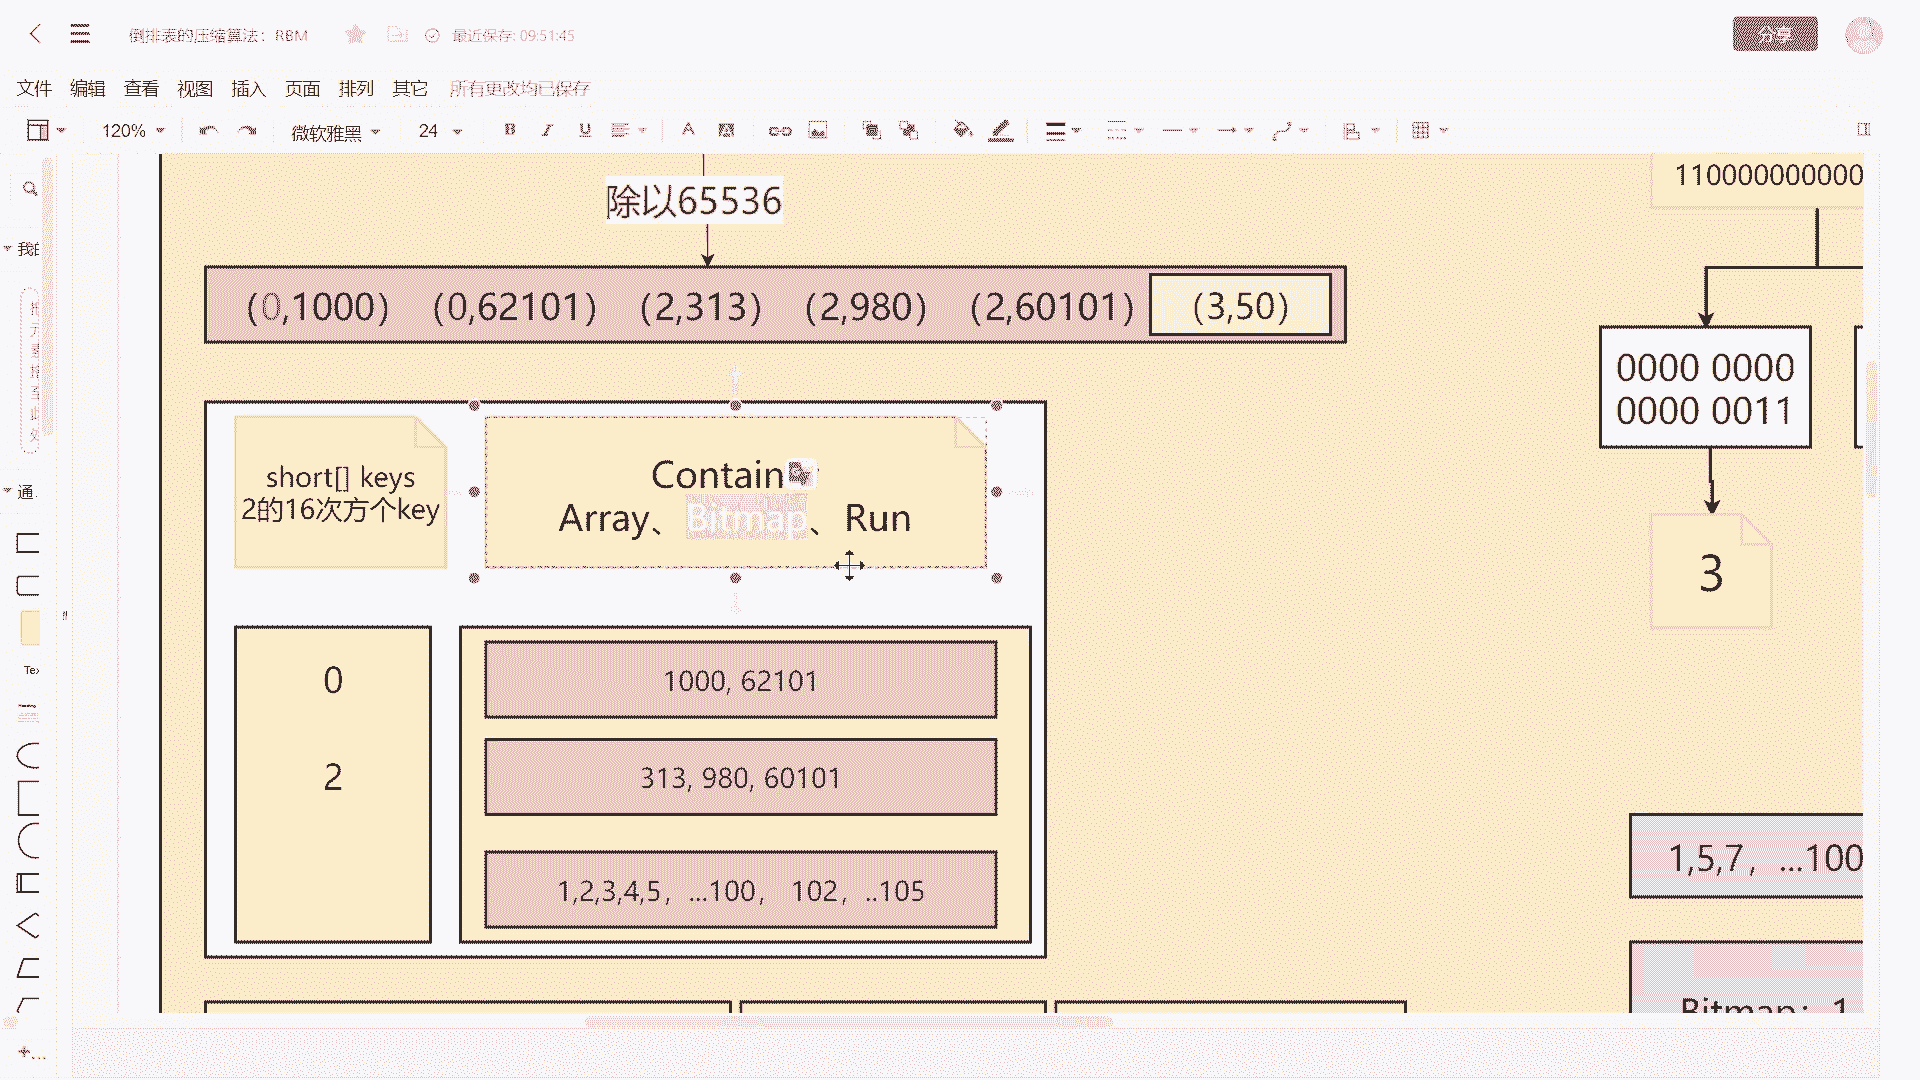 倒排表的压缩算法：RBM
最近保存: 09:51:45
分享
文件 编辑 查看 视图 插入 页面 排列 其它 所有更改均已保存
120% 微软雅黑 24 B I U A A
除以65536
(0,1000) (0,62101) (2,313) (2,980) (2,60101) (3,50)
short[] keys
2的16次方个key
Contain
Array、Bitmap、Run
0
1000, 62101
2
313, 980, 60101
1,2,3,4,5，...100， 102，..105
110000000000
0000 0000
0000 0011
3
1,5,7，...100
Bitmap：1
我的
通.
Tex